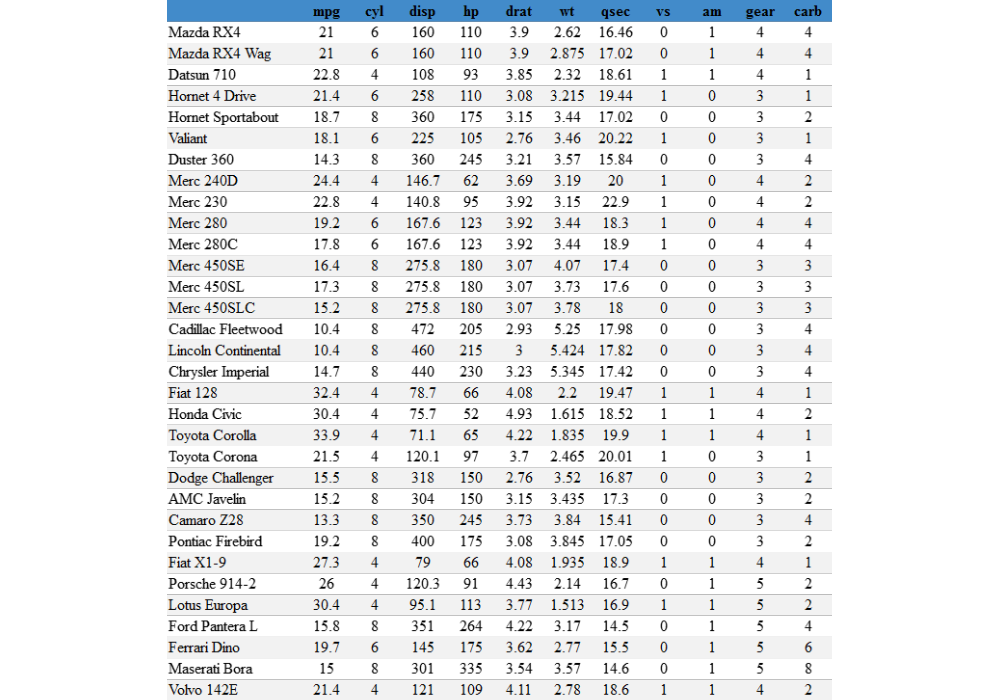 mpg cyl disp hp drat wt qsec vs am gear carb
Mazda RX4 21 6 160 110 3.9 2.62 16.46 0 1 4 4
Mazda RX4 Wag 21 6 160 110 3.9 2.875 17.02 0 1 4 4
Datsun 710 22.8 4 108 93 3.85 2.32 18.61 1 1 4 1
Hornet 4 Drive 21.4 6 258 110 3.08 3.215 19.44 1 0 3 1
Hornet Sportabout 18.7 8 360 175 3.15 3.44 17.02 0 0 3 2
Valiant 18.1 6 225 105 2.76 3.46 20.22 1 0 3 1
Duster 360 14.3 8 360 245 3.21 3.57 15.84 0 0 3 4
Merc 240D 24.4 4 146.7 62 3.69 3.19 20 1 0 4 2
Merc 230 22.8 4 140.8 95 3.92 3.15 22.9 1 0 4 2
Merc 280 19.2 6 167.6 123 3.92 3.44 18.3 1 0 4 4
Merc 280C 17.8 6 167.6 123 3.92 3.44 18.9 1 0 4 4
Merc 450SE 16.4 8 275.8 180 3.07 4.07 17.4 0 0 3 3
Merc 450SL 17.3 8 275.8 180 3.07 3.73 17.6 0 0 3 3
Merc 450SLC 15.2 8 275.8 180 3.07 3.78 18 0 0 3 3
Cadillac Fleetwood 10.4 8 472 205 2.93 5.25 17.98 0 0 3 4
Lincoln Continental 10.4 8 460 215 3 5.424 17.82 0 0 3 4
Chrysler Imperial 14.7 8 440 230 3.23 5.345 17.42 0 0 3 4
Fiat 128 32.4 4 78.7 66 4.08 2.2 19.47 1 1 4 1
Honda Civic 30.4 4 75.7 52 4.93 1.615 18.52 1 1 4 2
Toyota Corolla 33.9 4 71.1 65 4.22 1.835 19.9 1 1 4 1
Toyota Corona 21.5 4 120.1 97 3.7 2.465 20.01 1 0 3 1
Dodge Challenger 15.5 8 318 150 2.76 3.52 16.87 0 0 3 2
AMC Javelin 15.2 8 304 150 3.15 3.435 17.3 0 0 3 2
Camaro Z28 13.3 8 350 245 3.73 3.84 15.41 0 0 3 4
Pontiac Firebird 19.2 8 400 175 3.08 3.845 17.05 0 0 3 2
Fiat X1-9 27.3 4 79 66 4.08 1.935 18.9 1 1 4 1
Porsche 914-2 26 4 120.3 91 4.43 2.14 16.7 0 1 5 2
Lotus Europa 30.4 4 95.1 113 3.77 1.513 16.9 1 1 5 2
Ford Pantera L 15.8 8 351 264 4.22 3.17 14.5 0 1 5 4
Ferrari Dino 19.7 6 145 175 3.62 2.77 15.5 0 1 5 6
Maserati Bora 15 8 301 335 3.54 3.57 14.6 0 1 5 8
Volvo 142E 21.4 4 121 109 4.11 2.78 18.6 1 1 4 2